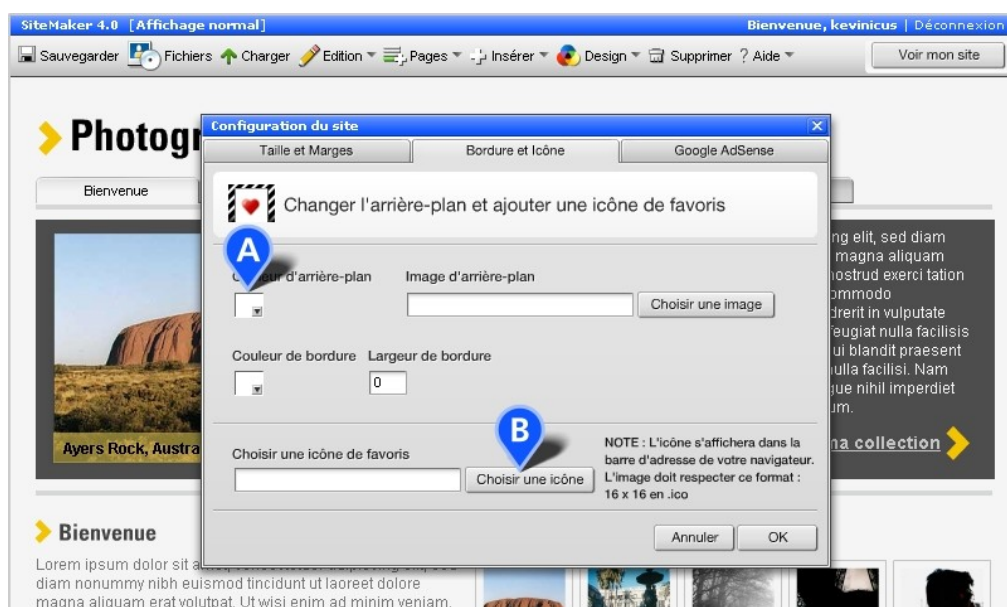 SiteMaker 4.0 [Affichage normal] Bienvenue, kevinicus | Déconnexion
Sauvegarder Fichiers Charger Edition Pages Insérer Design Supprimer ? Aide Voir mon site
Configuration du site
Photogr
Taille et Marges Bordure et Icône Google AdSense
Bienvenue
Changer l'arrière-plan et ajouter une icône de favoris
A
d'arrière-plan Image d'arrière-plan
Choisir une image
Couleur de bordure Largeur de bordure
0
B
Choisir une icône de favoris
Choisir une icône
NOTE : L'icône s'affichera dans la
barre d'adresse de votre navigateur.
L'image doit respecter ce format :
16 x 16 en .ico
Annuler OK
ng elit, sed diam
magna aliquam
nostrud exerci tation
ommodo
drerit in vulputate
feugiat nulla facilisis
ui blandit praesent
nulla facilisi. Nam
gue nihil imperdiet
um.
ma collection
Ayers Rock, Austra
Bienvenue
Lorem ipsum dolor sit
diam nonummy nibh euismod tincidunt ut laoreet dolore
magna aliquam erat volutpat. Ut wisi enim ad minim veniam,